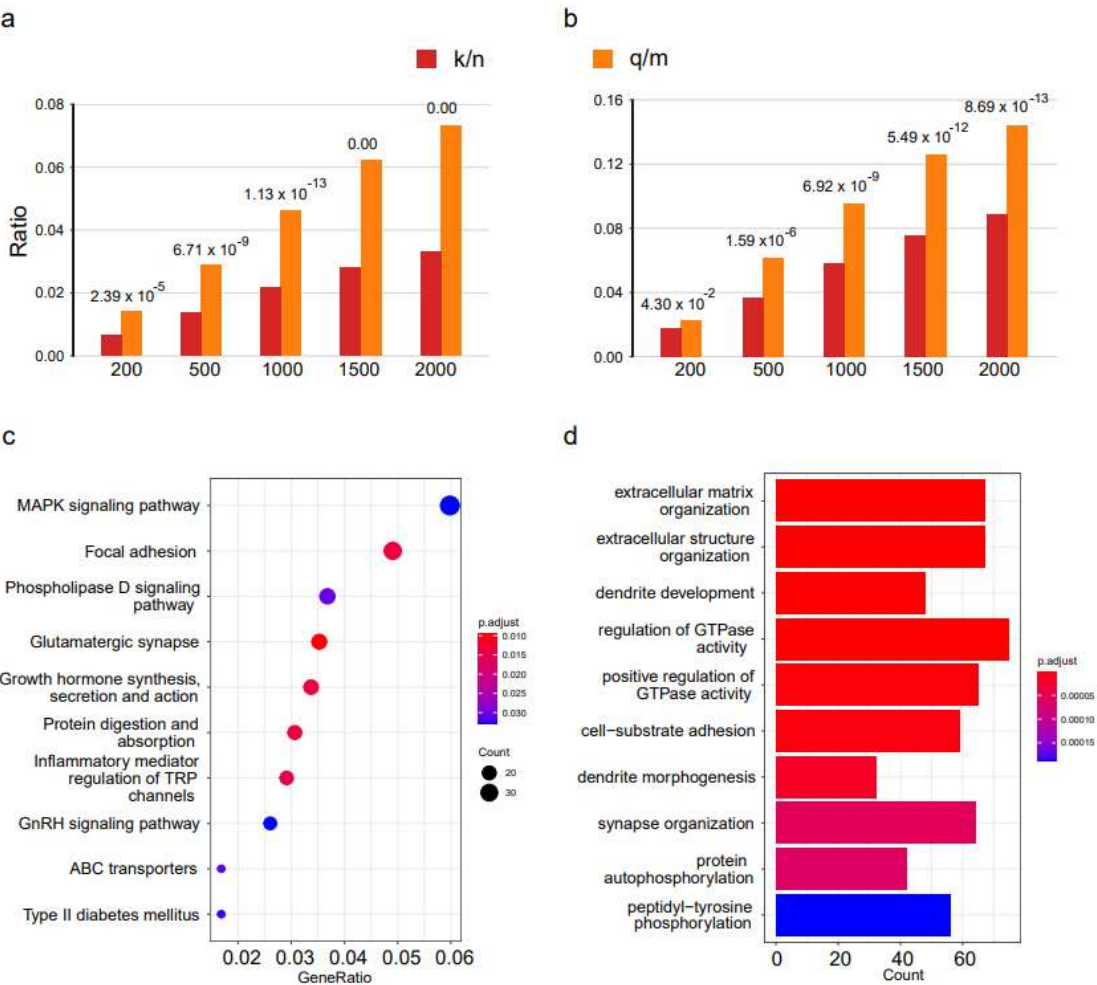 a
b
k/n
q/m
0.08
0.06
0.04
0.02
0.00
Ratio
2.39 x 10^-5
6.71 x 10^-9
1.13 x 10^-13
0.00
0.00
200
500
1000
1500
2000
0.16
0.12
0.08
0.04
0.00
4.30 x 10^-2
1.59 x10^-6
6.92 x 10^-9
5.49 x 10^-12
8.69 x 10^-13
200
500
1000
1500
2000
c
MAPK signaling pathway
Focal adhesion
Phospholipase D signaling
pathway
Glutamatergic synapse
Growth hormone synthesis,
secretion and action
Protein digestion and
absorption
Inflammatory mediator
regulation of TRP
channels
GnRH signaling pathway
ABC transporters
Type II diabetes mellitus
0.02
0.03
0.04
0.05
0.06
GeneRatio
p.adjust
0.010
0.015
0.020
0.025
0.030
Count
20
30
d
extracellular matrix
organization
extracellular structure
organization
dendrite development
regulation of GTPase
activity
positive regulation of
GTPase activity
cell−substrate adhesion
dendrite morphogenesis
synapse organization
protein
autophosphorylation
peptidyl−tyrosine
phosphorylation
0
20
40
60
Count
p.adjust
0.00005
0.00010
0.00015